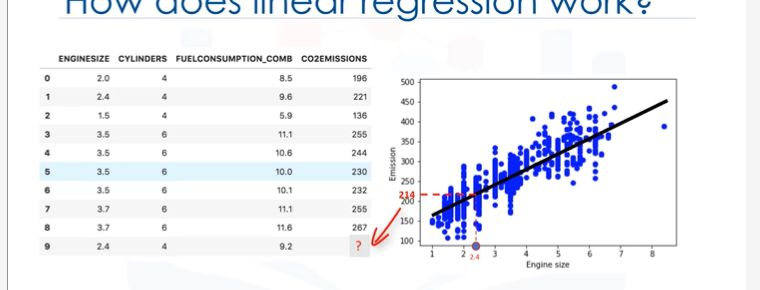 How does linear regression work?
ENGINESIZE CYLINDERS FUELCONSUMPTION_COMB CO2EMISSIONS
0 2.0 4 8.5 196
1 2.4 4 9.6 221
2 1.5 4 5.9 136
3 3.5 6 11.1 255
4 3.5 6 10.6 244
5 3.5 6 10.0 230
6 3.5 6 10.1 232
7 3.7 6 11.1 255
8 3.7 6 11.6 267
9 2.4 4 9.2 ?
500
450
400
350
300
250
214
200
150
100
Emission
1 2 2.4 3 4 5 6 7 8
Engine size